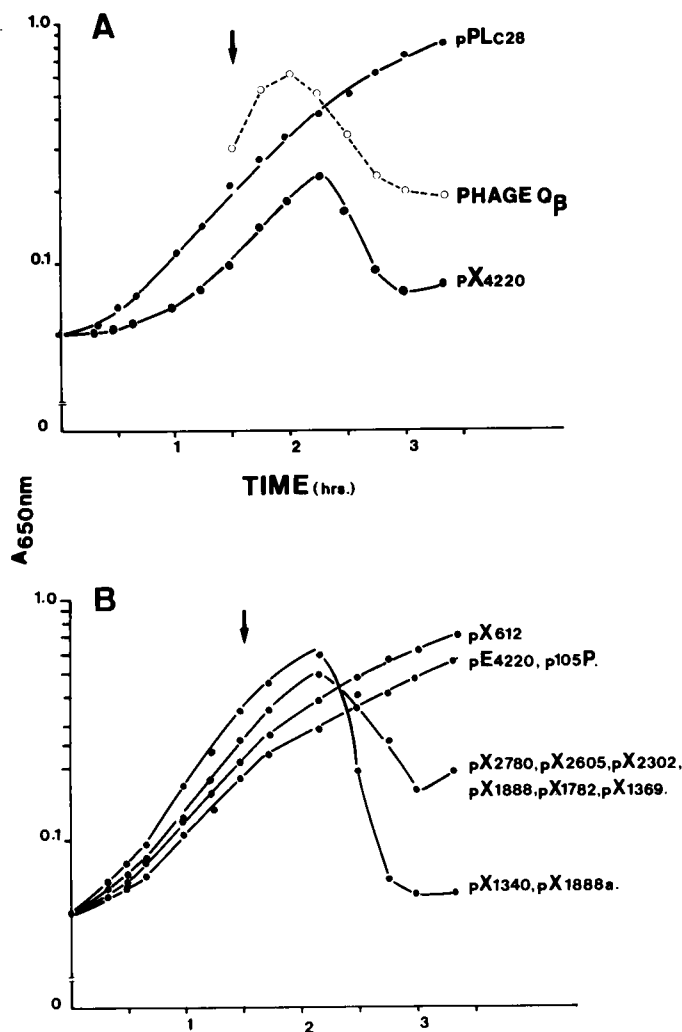 A
1.0
pPLc28
PHAGE Qβ
0.1
pX4220
0
1
2
3
TIME (hrs.)
A650nm
B
1.0
pX612
pE4220, p105P.
pX2780, pX2605, pX2302,
pX1888, pX1782, pX1369.
0.1
pX1340, pX1888a.
0
1
2
3